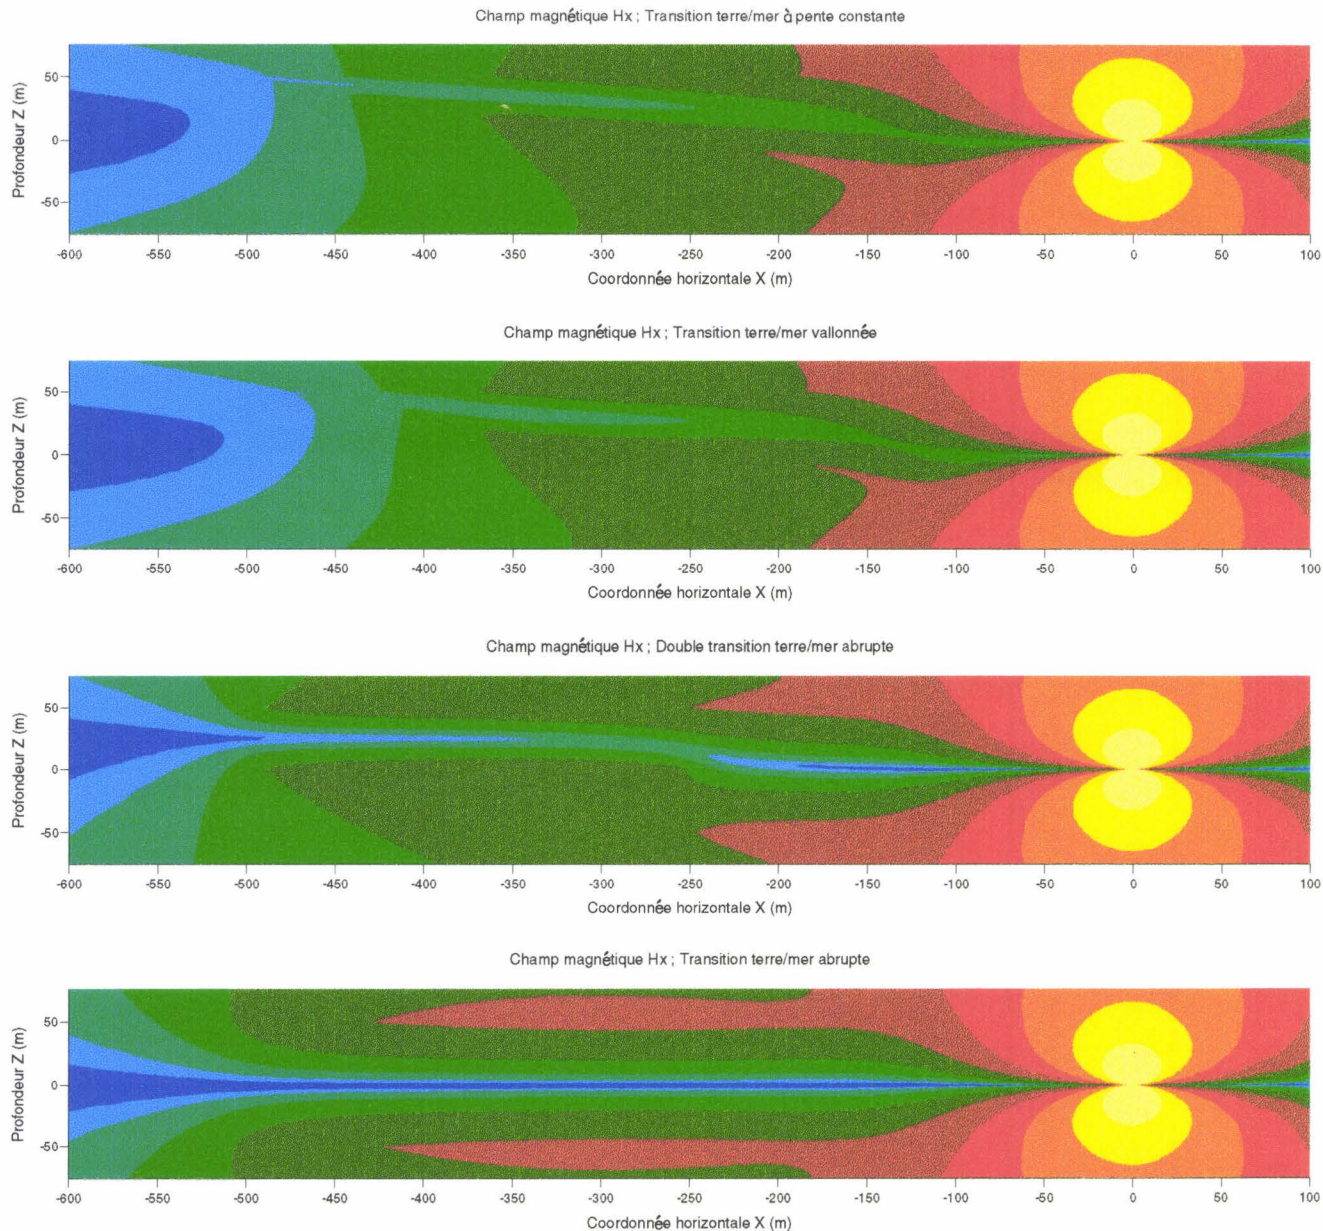 Champ magnétique Hx ; Transition terre/mer à pente constante
Profondeur Z (m)
50
0
-50
-600 -550 -500 -450 -400 -350 -300 -250 -200 -150 -100 -50 0 50 100
Coordonnée horizontale X (m)
Champ magnétique Hx ; Transition terre/mer vallonnée
Profondeur Z (m)
50
0
-50
-600 -550 -500 -450 -400 -350 -300 -250 -200 -150 -100 -50 0 50 100
Coordonnée horizontale X (m)
Champ magnétique Hx ; Double transition terre/mer abrupte
Profondeur Z (m)
50
0
-50
-600 -550 -500 -450 -400 -350 -300 -250 -200 -150 -100 -50 0 50 100
Coordonnée horizontale X (m)
Champ magnétique Hx ; Transition terre/mer abrupte
Profondeur Z (m)
50
0
-50
-600 -550 -500 -450 -400 -350 -300 -250 -200 -150 -100 -50 0 50 100
Coordonnée horizontale X (m)